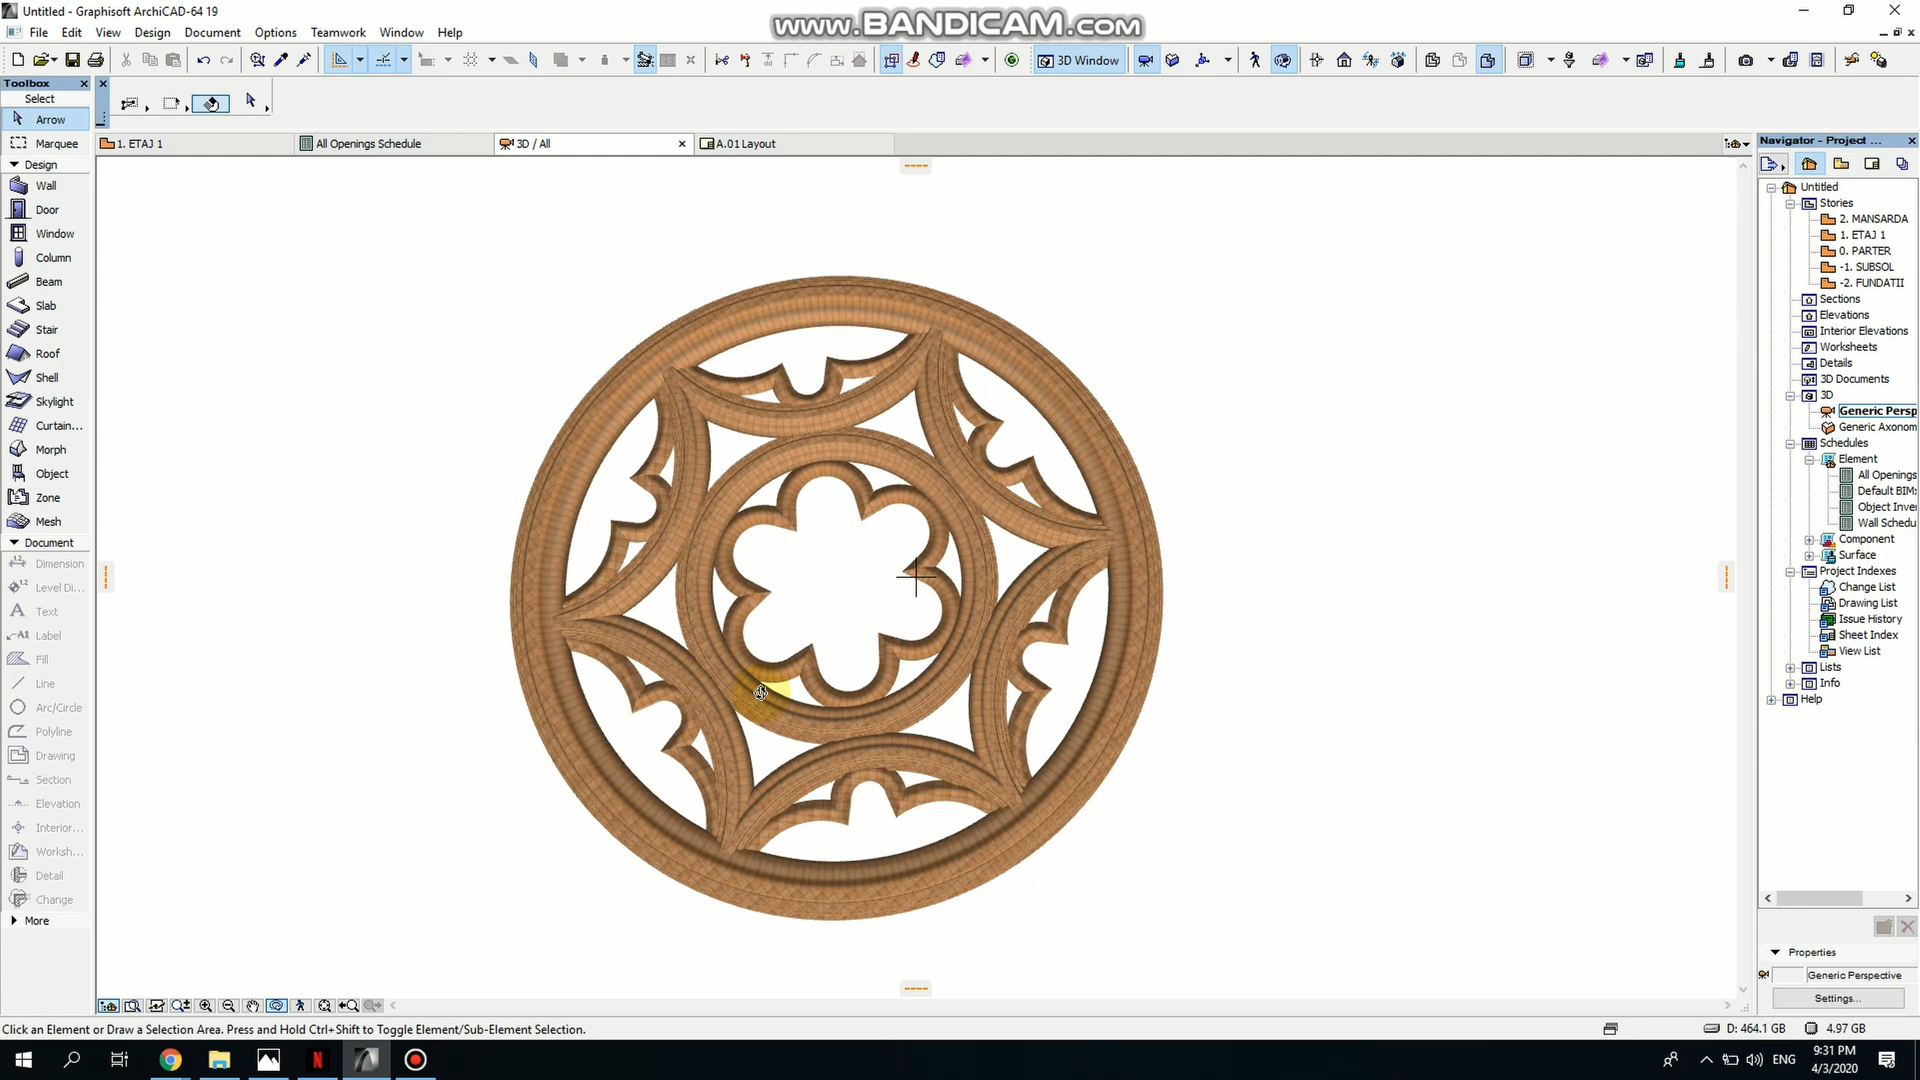 Untitled - Graphisoft ArchiCAD-64 19
www.BANDICAM.com
File Edit View Design Document Options Teamwork Window Help
3D Window
Toolbox
Select
Arrow
Marquee
Design
Wall
Door
Window
Column
Beam
Slab
Stair
Roof
Shell
Skylight
Curtain...
Morph
Object
Zone
Mesh
Document
Dimension
Level Di...
Text
Label
Fill
Line
Arc/Circle
Polyline
Drawing
Section
Elevation
Interior...
Worksh...
Detail
Change
More
1. ETAJ 1
All Openings Schedule
3D / All
A.01 Layout
Navigator - Project ...
Untitled
Stories
2. MANSARDA
1. ETAJ 1
0. PARTER
-1. SUBSOL
-2. FUNDATII
Sections
Elevations
Interior Elevations
Worksheets
Details
3D Documents
3D
Generic Persp
Generic Axonom
Schedules
Element
All Openings
Default BIMx
Object Inver
Wall Schedu
Component
Surface
Project Indexes
Change List
Drawing List
Issue History
Sheet Index
View List
Lists
Info
Help
Properties
Generic Perspective
Settings...
Click an Element or Draw a Selection Area. Press and Hold Ctrl+Shift to Toggle Element/Sub-Element Selection.
D: 464.1 GB
4.97 GB
ENG
9:31 PM
4/3/2020